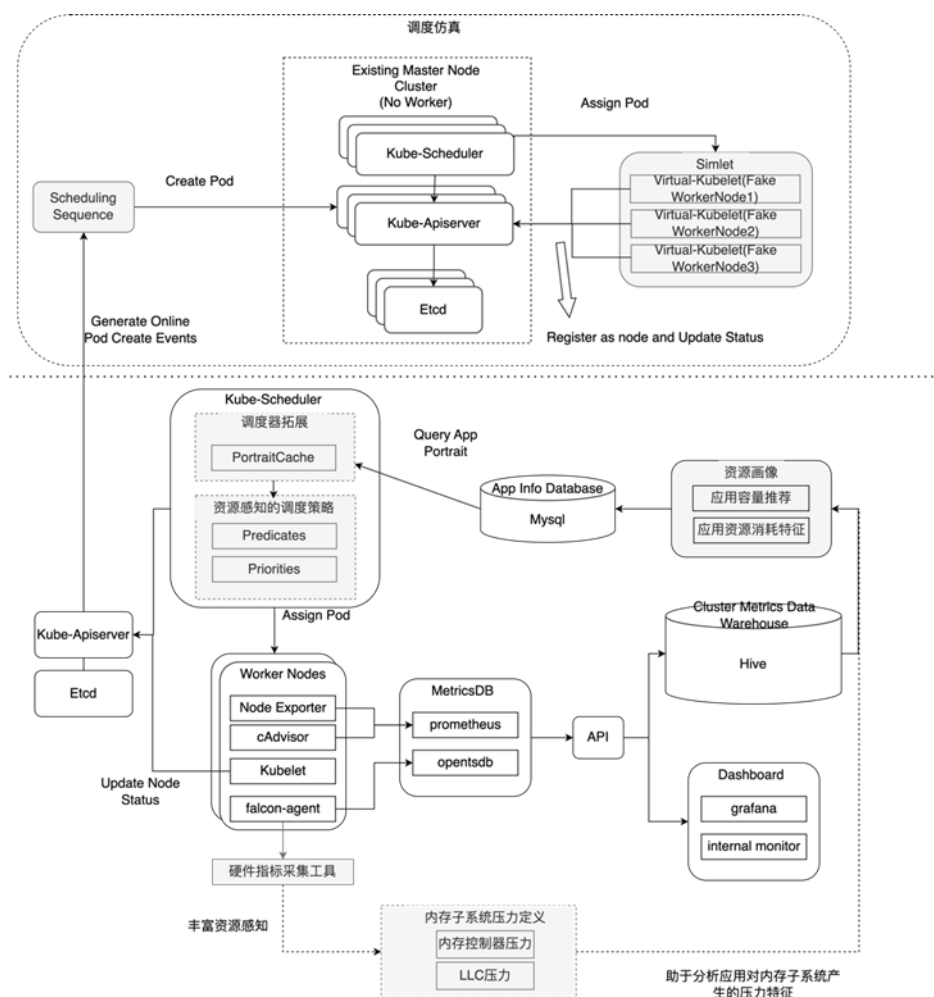 调度仿真
Existing Master Node
Cluster
(No Worker)
Assign Pod
Kube-Scheduler
Simlet
Virtual-Kubelet(Fake
WorkerNode1)
Virtual-Kubelet(Fake
WorkerNode2)
Virtual-Kubelet(Fake
WorkerNode3)
Scheduling
Sequence
Create Pod
Kube-Apiserver
Etcd
Generate Online
Pod Create Events
Register as node and Update Status
Kube-Scheduler
调度器拓展
PortraitCache
资源感知的调度策略
Predicates
Priorities
Query App
Portrait
App Info Database
Mysql
资源画像
应用容量推荐
应用资源消耗特征
Assign Pod
Kube-Apiserver
Etcd
Cluster Metrics Data
Warehouse
Hive
Worker Nodes
Node Exporter
cAdvisor
Kubelet
falcon-agent
MetricsDB
prometheus
opentsdb
API
Update Node
Status
Dashboard
grafana
internal monitor
硬件指标采集工具
丰富资源感知
内存子系统压力定义
内存控制器压力
LLC压力
助于分析应用对内存子系统产
生的压力特征